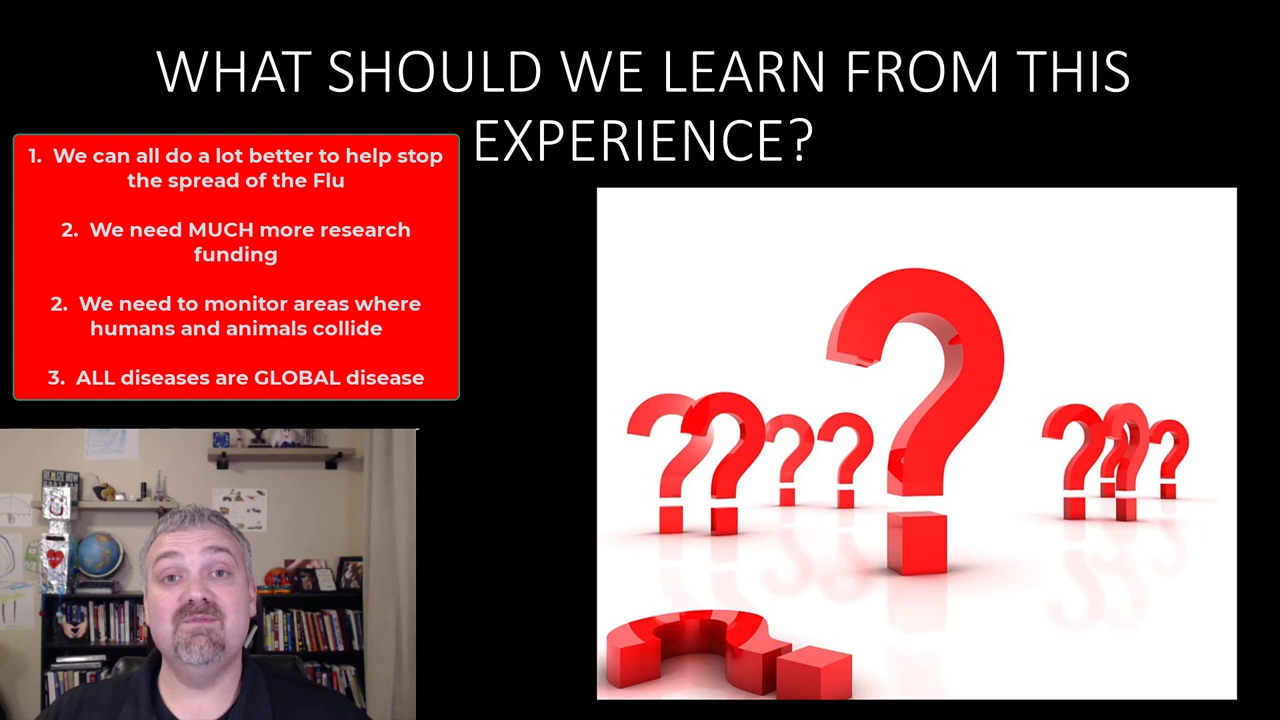 WHAT SHOULD WE LEARN FROM THIS
EXPERIENCE?
1. We can all do a lot better to help stop
the spread of the Flu
2. We need MUCH more research
funding
2. We need to monitor areas where
humans and animals collide
3. ALL diseases are GLOBAL disease